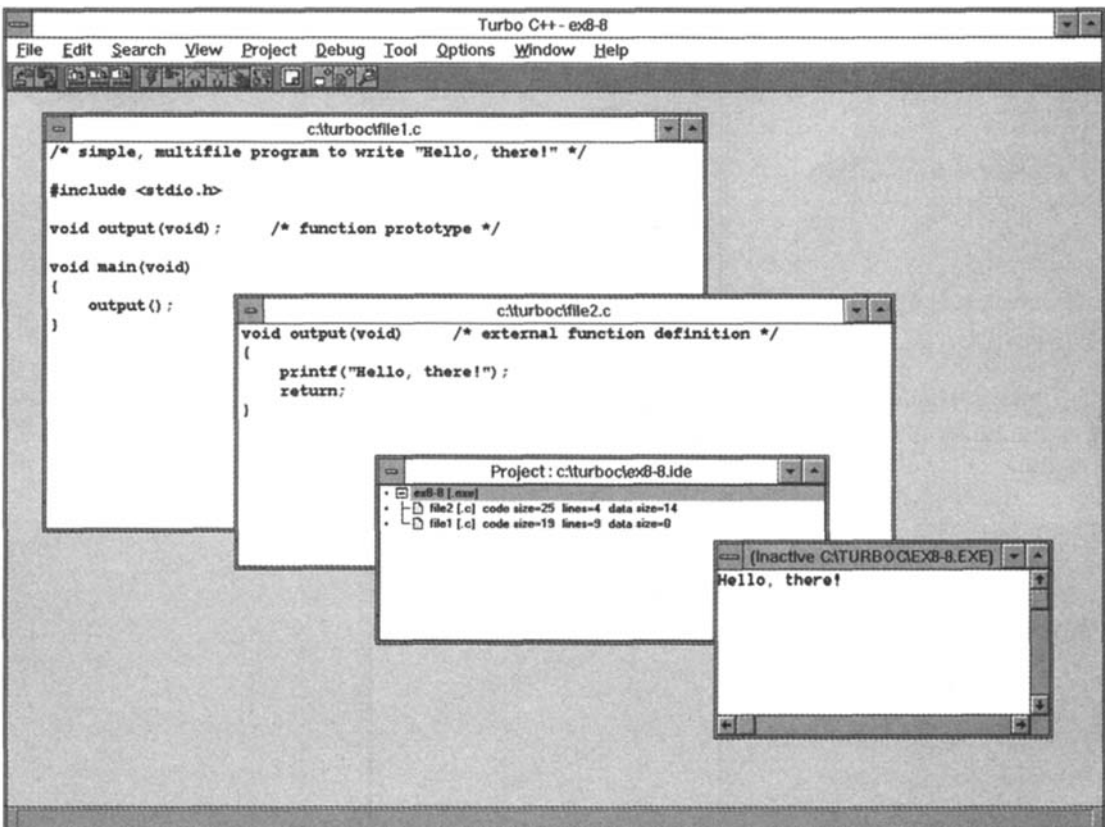 Turbo C++ - ex8-8
File Edit Search View Project Debug Tool Options Window Help
c:\turboc\file1.c
/* simple, multifile program to write "Hello, there!" */
#include <stdio.h>
void output(void);      /* function prototype */
void main(void)
{
    output();
}
c:\turboc\file2.c
void output(void)      /* external function definition */
{
    printf("Hello, there!");
    return;
}
Project : c:\turboc\ex8-8.ide
ex8-8 [.exe]
file2 [.c] code size=25 lines=4 data size=14
file1 [.c] code size=19 lines=9 data size=0
(Inactive C:\TURBOC\EX8-8.EXE)
Hello, there!